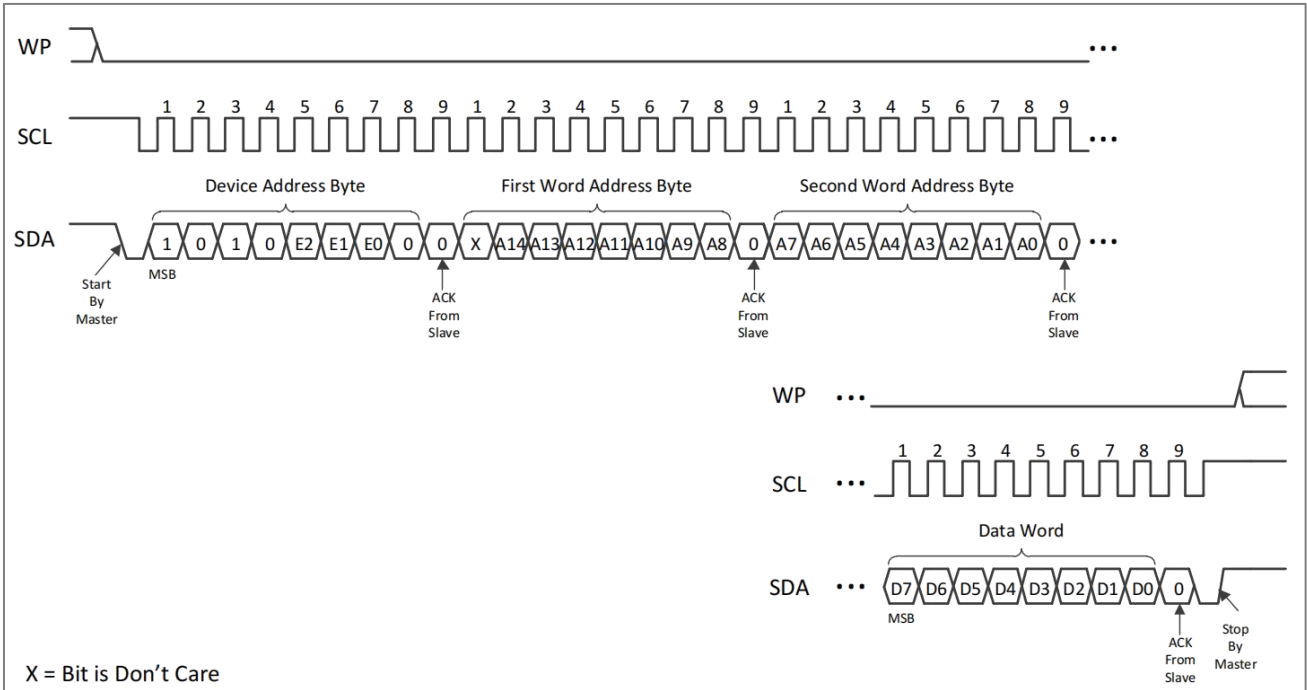 WP
1 2 3 4 5 6 7 8 9 1 2 3 4 5 6 7 8 9 1 2 3 4 5 6 7 8 9
SCL
Device Address Byte First Word Address Byte Second Word Address Byte
SDA 1 0 1 0 E2 E1 E0 0 0 X A14 A13 A12 A11 A10 A9 A8 0 A7 A6 A5 A4 A3 A2 A1 A0 0
MSB
Start
By
Master
ACK
From
Slave
ACK
From
Slave
ACK
From
Slave
WP
1 2 3 4 5 6 7 8 9
SCL
Data Word
SDA D7 D6 D5 D4 D3 D2 D1 D0 0
MSB
ACK
From
Slave
Stop
By
Master
X = Bit is Don’t Care